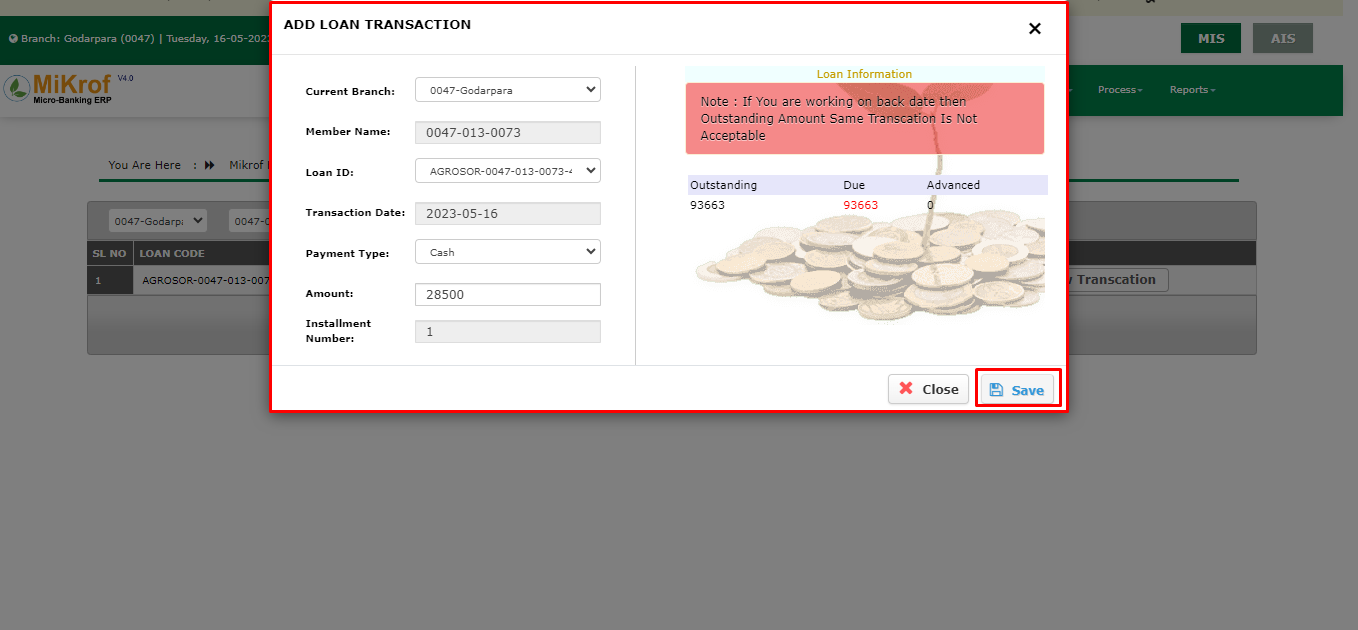 ADD LOAN TRANSACTION
Branch: Godarpara (0047) | Tuesday, 16-05-202
MIS
AIS
MiKrof V4.0
Micro-Banking ERP
Process
Reports
You Are Here : Mikrof
0047-Godarpa
0047-0
SL NO LOAN CODE
1 AGROSOR-0047-013-007
Transcation
Current Branch: 0047-Godarpara
Member Name: 0047-013-0073
Loan ID: AGROSOR-0047-013-0073-
Transaction Date: 2023-05-16
Payment Type: Cash
Amount: 28500
Installment
Number: 1
Loan Information
Note : If You are working on back date then
Outstanding Amount Same Transcation Is Not
Acceptable
Outstanding Due Advanced
93663 93663 0
Close
Save